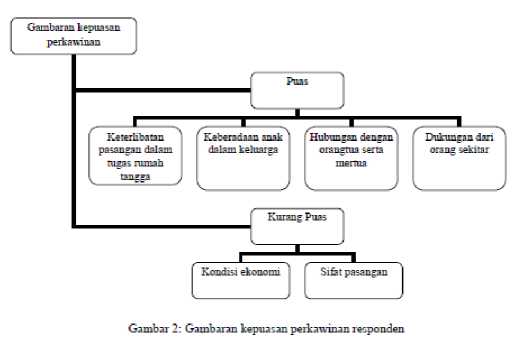 Gambaran kepuasan
perkawinan
Puas
Keterlibatan
pasangan dalam
tugas rumah
tangga
Keberadaan anak
dalam keluarga
Hubungan dengan
orangtua serta
mertua
Dukungan dari
orang sekitar
Kurang Puas
Kondisi ekonomi
Sifat pasangan
Gambar 2: Gambaran kepuasan perkawinan responden